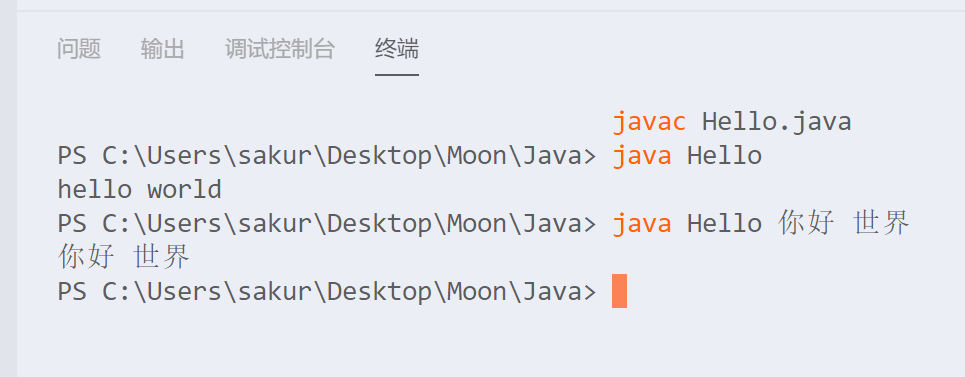 问题 输出 调试控制台 终端
javac Hello.java
PS C:\Users\sakur\Desktop\Moon\Java> java Hello
hello world
PS C:\Users\sakur\Desktop\Moon\Java> java Hello 你好 世界
你好 世界
PS C:\Users\sakur\Desktop\Moon\Java>